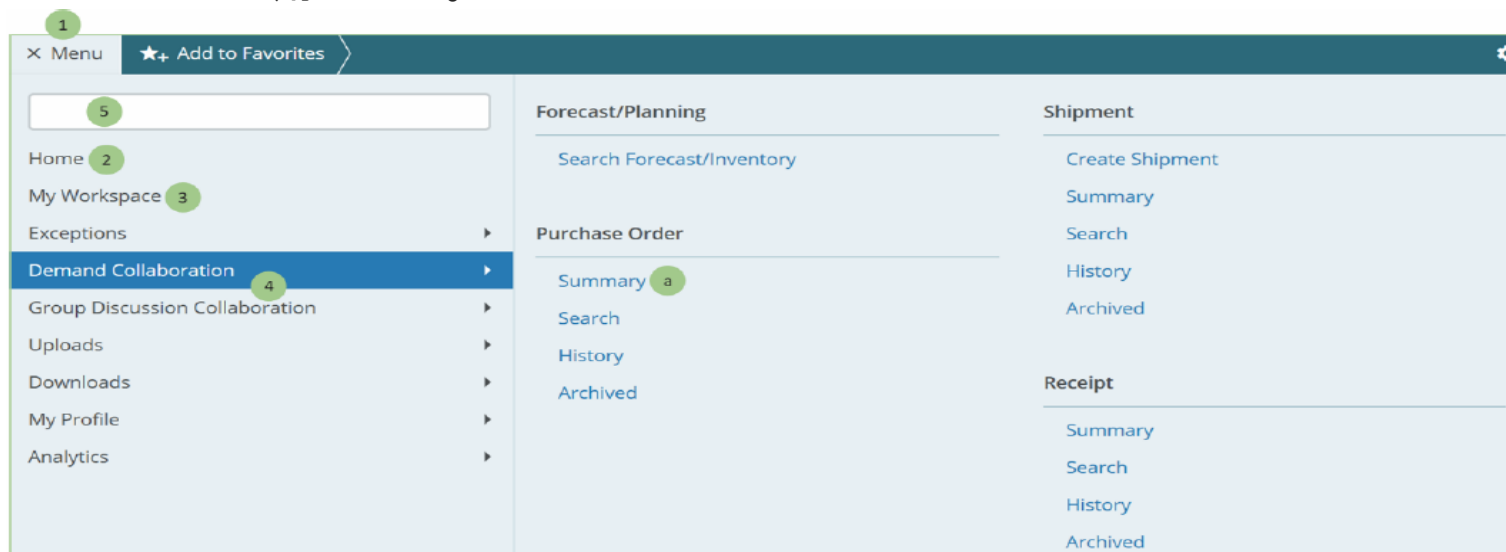 1
× Menu ★+ Add to Favorites
5
Home 2
My Workspace 3
Exceptions
Demand Collaboration
4
Group Discussion Collaboration
Uploads
Downloads
My Profile
Analytics
Forecast/Planning
Search Forecast/Inventory
Purchase Order
Summary a
Search
History
Archived
Shipment
Create Shipment
Summary
Search
History
Archived
Receipt
Summary
Search
History
Archived